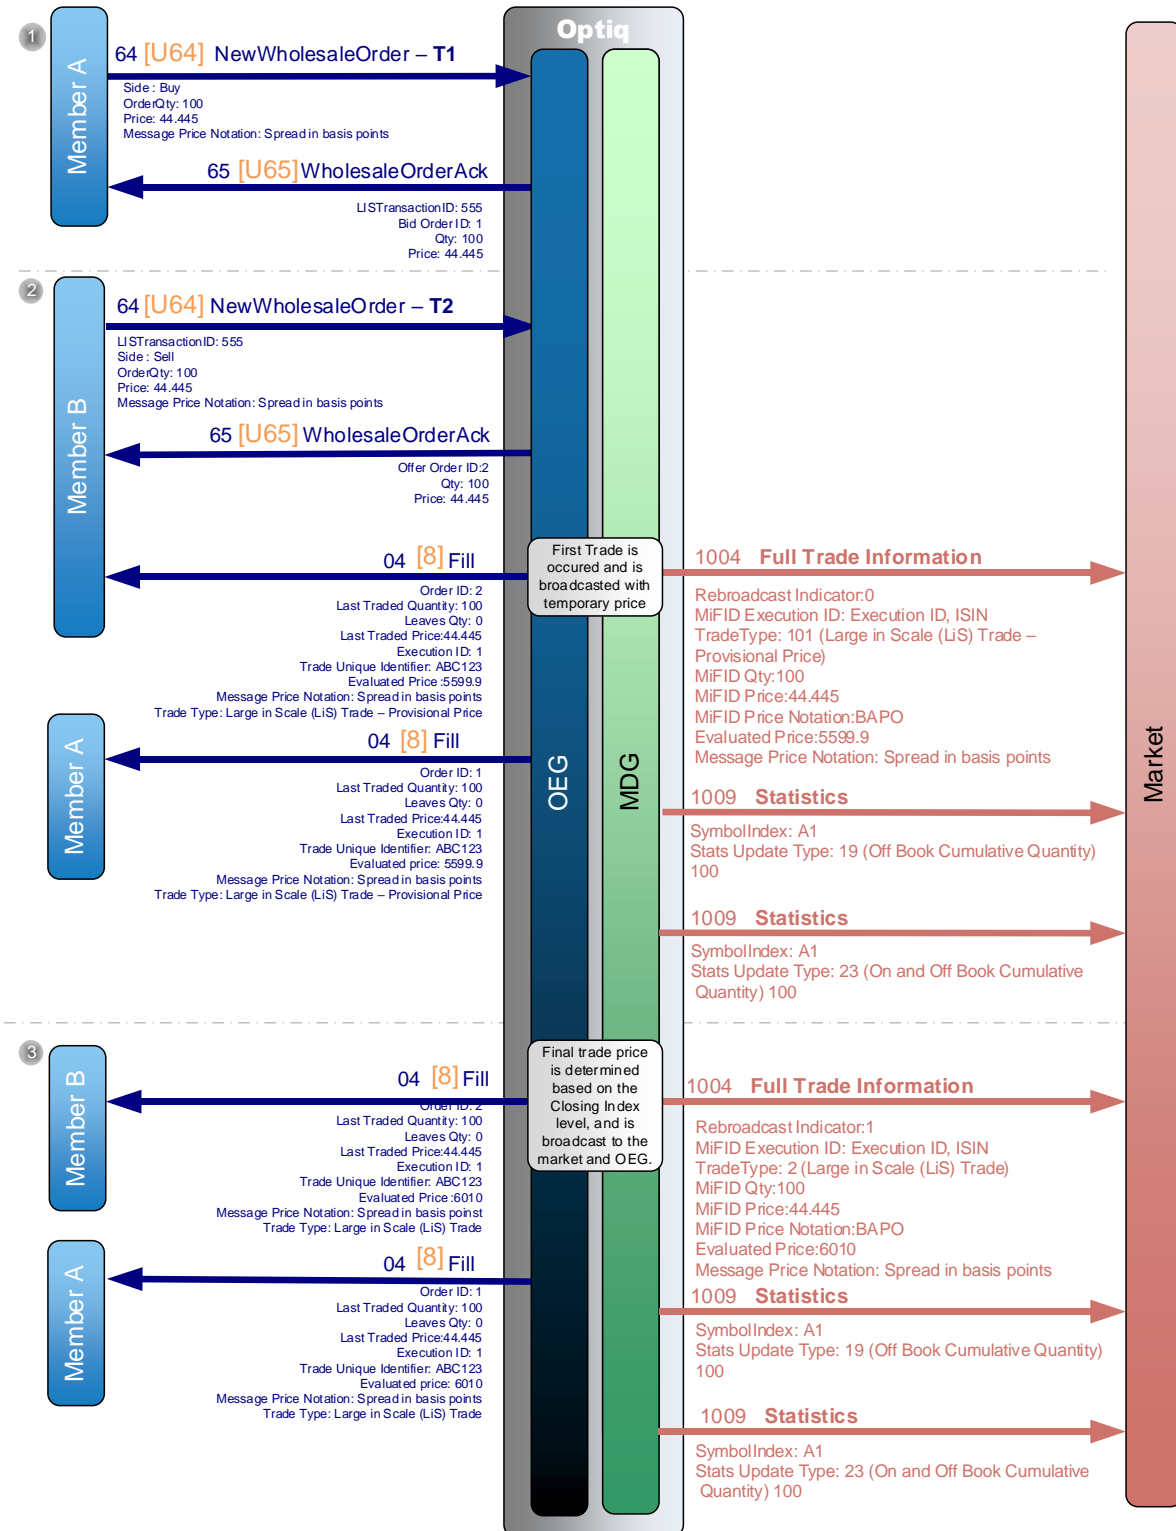 Optiq
1
Member A
64 [U64] NewWholesaleOrder – T1
Side : Buy
OrderQty: 100
Price: 44.445
Message Price Notation: Spread in basis points
65 [U65] WholesaleOrderAck
LISTransactionID: 555
Bid Order ID: 1
Qty: 100
Price: 44.445
2
Member B
64 [U64] NewWholesaleOrder – T2
LISTransactionID: 555
Side : Sell
OrderQty: 100
Price: 44.445
Message Price Notation: Spread in basis points
65 [U65] WholesaleOrderAck
Offer Order ID:2
Qty: 100
Price: 44.445
04 [8] Fill
Order ID: 2
Last Traded Quantity: 100
Leaves Qty: 0
Last Traded Price:44.445
Execution ID: 1
Trade Unique Identifier: ABC123
Evaluated Price :5599.9
Message Price Notation: Spread in basis points
Trade Type: Large in Scale (LiS) Trade – Provisional Price
First Trade is
occured and is
broadcasted with
temporary price
1004 Full Trade Information
Rebroadcast Indicator:0
MiFID Execution ID: Execution ID, ISIN
TradeType: 101 (Large in Scale (LiS) Trade –
Provisional Price)
MiFID Qty:100
MiFID Price:44.445
MiFID Price Notation:BAPO
Evaluated Price:5599.9
Message Price Notation: Spread in basis points
Member A
04 [8] Fill
Order ID: 1
Last Traded Quantity: 100
Leaves Qty: 0
Last Traded Price:44.445
Execution ID: 1
Trade Unique Identifier: ABC123
Evaluated price: 5599.9
Message Price Notation: Spread in basis points
Trade Type: Large in Scale (LiS) Trade – Provisional Price
OEG
MDG
Market
1009 Statistics
SymbolIndex: A1
Stats Update Type: 19 (Off Book Cumulative Quantity)
100
1009 Statistics
SymbolIndex: A1
Stats Update Type: 23 (On and Off Book Cumulative
Quantity) 100
3
Member B
04 [8] Fill
Order ID: 2
Last Traded Quantity: 100
Leaves Qty: 0
Last Traded Price:44.445
Execution ID: 1
Trade Unique Identifier: ABC123
Evaluated Price :6010
Message Price Notation: Spread in basis poinst
Trade Type: Large in Scale (LiS) Trade
Final trade price
is determined
based on the
Closing Index
level, and is
broadcast to the
market and OEG.
1004 Full Trade Information
Rebroadcast Indicator:1
MiFID Execution ID: Execution ID, ISIN
TradeType: 2 (Large in Scale (LiS) Trade)
MiFID Qty:100
MiFID Price:44.445
MiFID Price Notation:BAPO
Evaluated Price:6010
Message Price Notation: Spread in basis points
Member A
04 [8] Fill
Order ID: 1
Last Traded Quantity: 100
Leaves Qty: 0
Last Traded Price:44.445
Execution ID: 1
Trade Unique Identifier: ABC123
Evaluated price: 6010
Message Price Notation: Spread in basis points
Trade Type: Large in Scale (LiS) Trade
1009 Statistics
SymbolIndex: A1
Stats Update Type: 19 (Off Book Cumulative Quantity)
100
1009 Statistics
SymbolIndex: A1
Stats Update Type: 23 (On and Off Book Cumulative
Quantity) 100